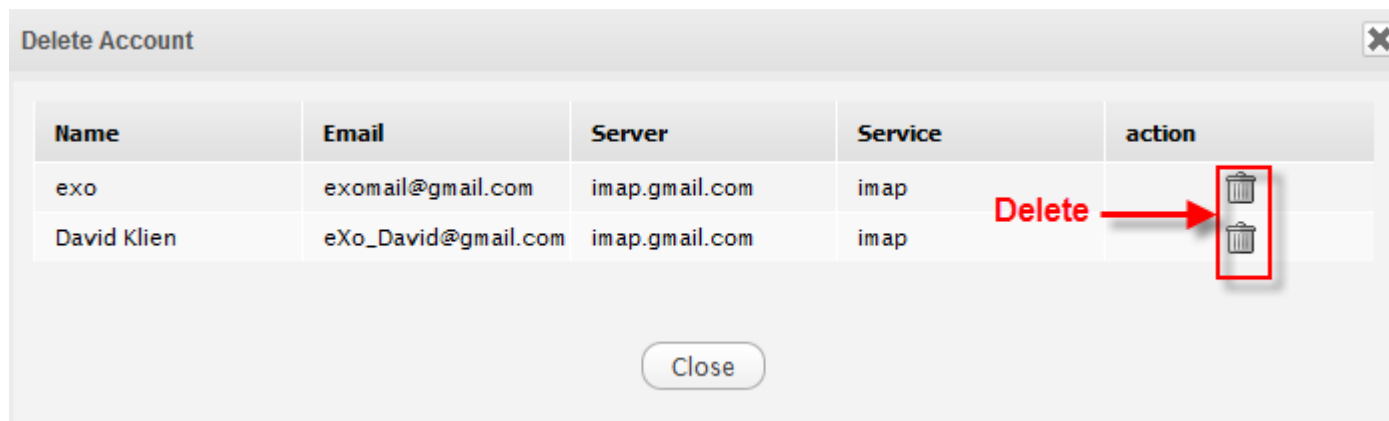 Delete Account
Name Email Server Service action
exo exomail@gmail.com imap.gmail.com imap
Delete
David Klien eXo_David@gmail.com imap.gmail.com imap
Close